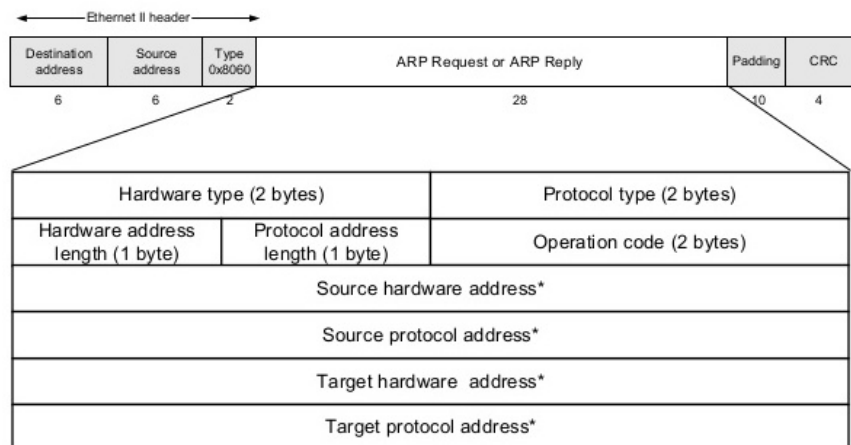 Ethernet II header
Destination
address
Source
address
Type
0x8060
ARP Request or ARP Reply
Padding
CRC
6
6
2
28
10
4
Hardware type (2 bytes)
Protocol type (2 bytes)
Hardware address
length (1 byte)
Protocol address
length (1 byte)
Operation code (2 bytes)
Source hardware address*
Source protocol address*
Target hardware address*
Target protocol address*